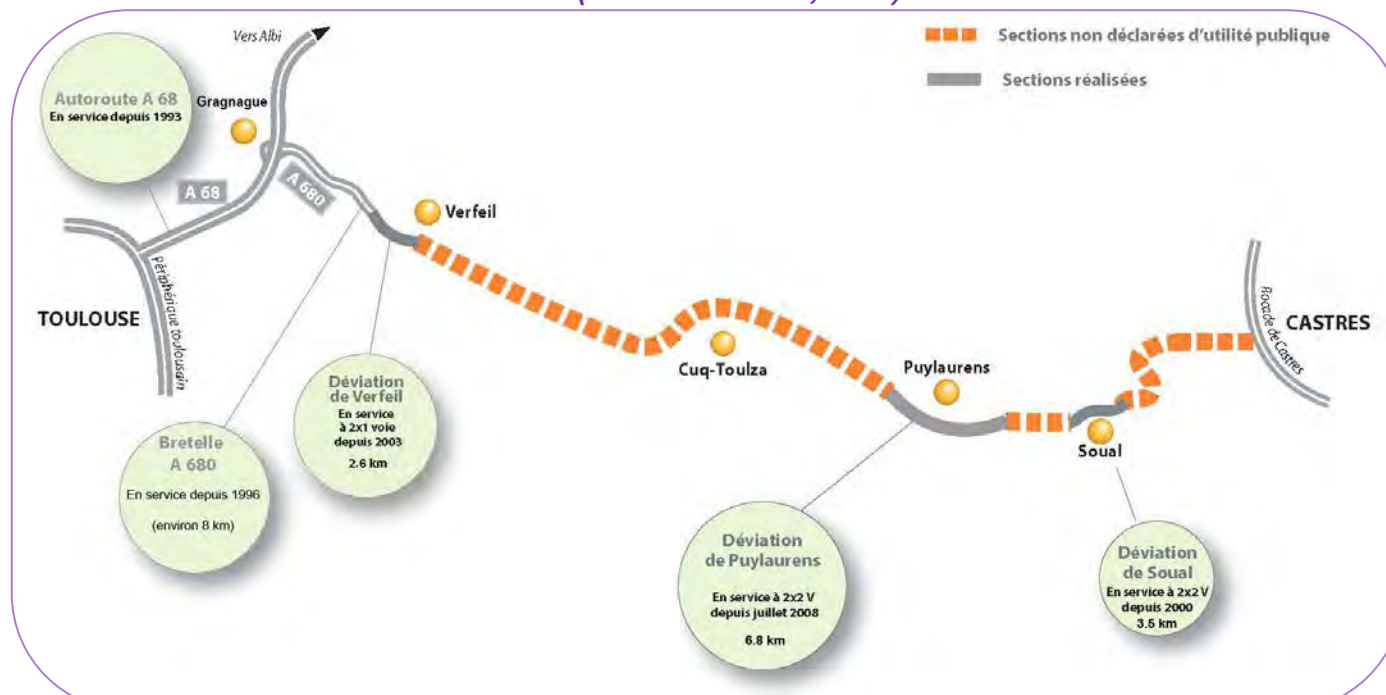 Vers Albi
Sections non déclarées d'utilité publique
Sections réalisées
Autoroute A 68
En service depuis 1993
Gragnague
A 68
A 680
Verfeil
Périphérique toulousain
TOULOUSE
Rocade de Castres
CASTRES
Cuq-Toulza
Puylaurens
Soual
Déviation
de Verfeil
En service
à 2x1 voie
depuis 2003
2.6 km
Bretelle
A 680
En service depuis 1996
(environ 8 km)
Déviation
de Puylaurens
En service à 2x2 V
depuis juillet 2008
6.8 km
Déviation
de Soual
En service à 2x2 V
depuis 2000
3.5 km